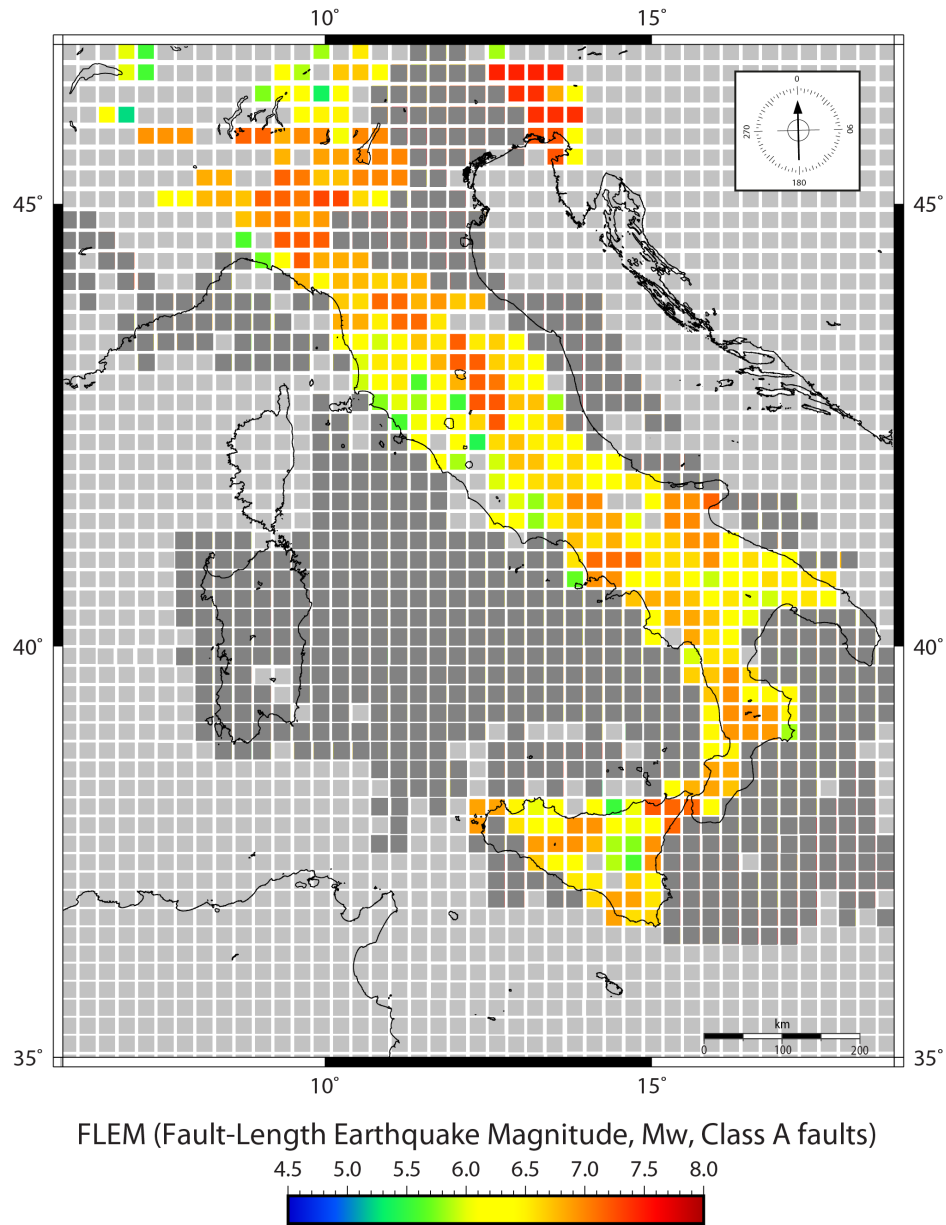 10° 15°
0
270 90
180
45° 45°
40° 40°
km
0 100 200
35° 35°
10° 15°
FLEM (Fault-Length Earthquake Magnitude, Mw, Class A faults)
4.5 5.0 5.5 6.0 6.5 7.0 7.5 8.0